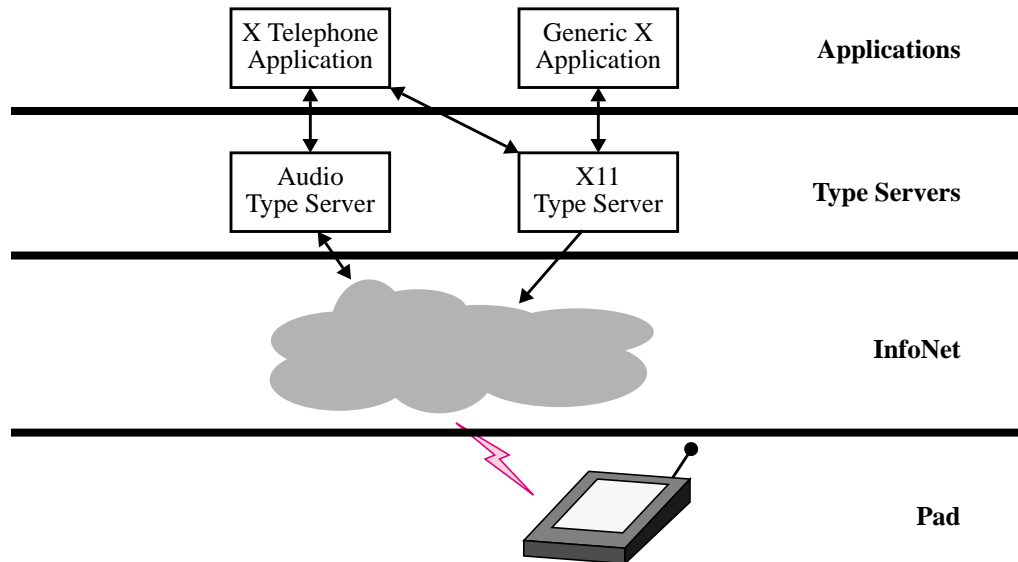 X Telephone
Application
Generic X
Application
Applications
Audio
Type Server
X11
Type Server
Type Servers
InfoNet
Pad